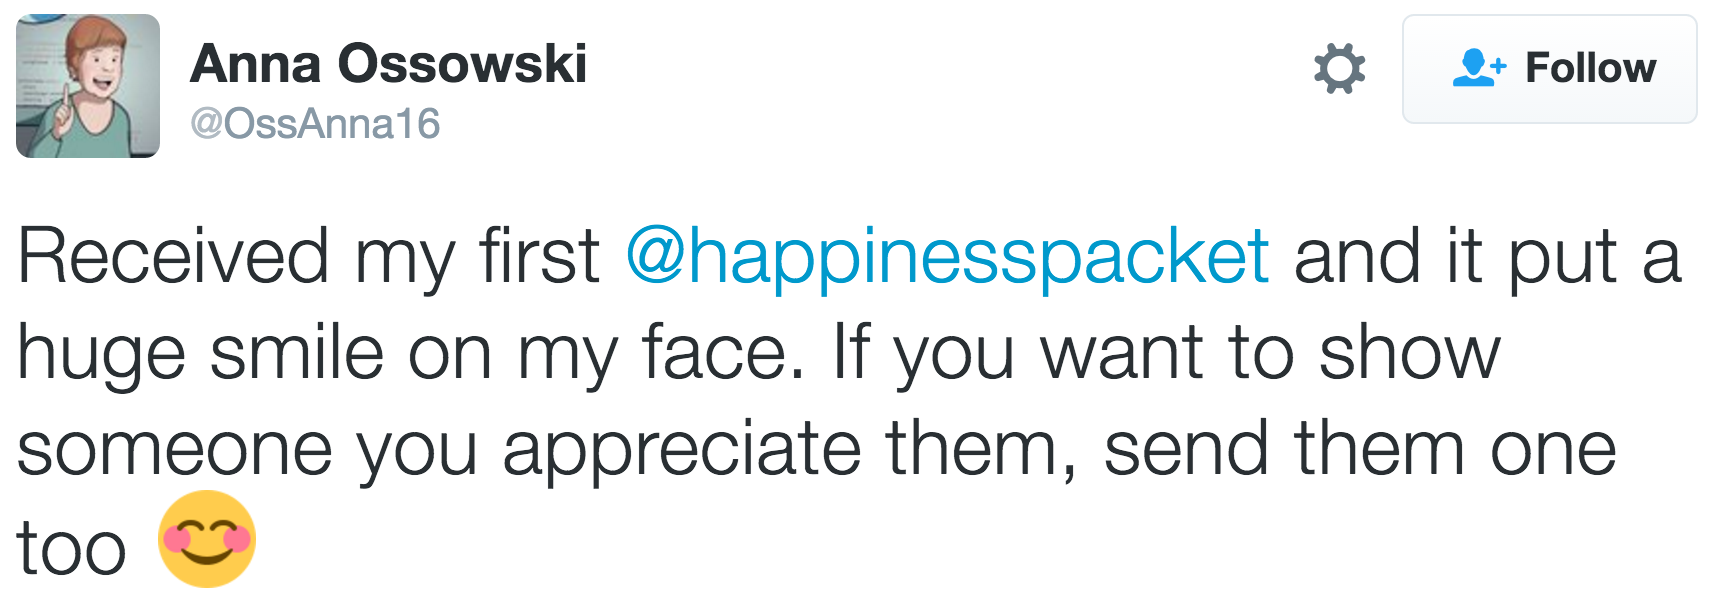 Anna Ossowski
@OssAnna16
Follow
Received my first @happinesspacket and it put a
huge smile on my face. If you want to show
someone you appreciate them, send them one
too 😊